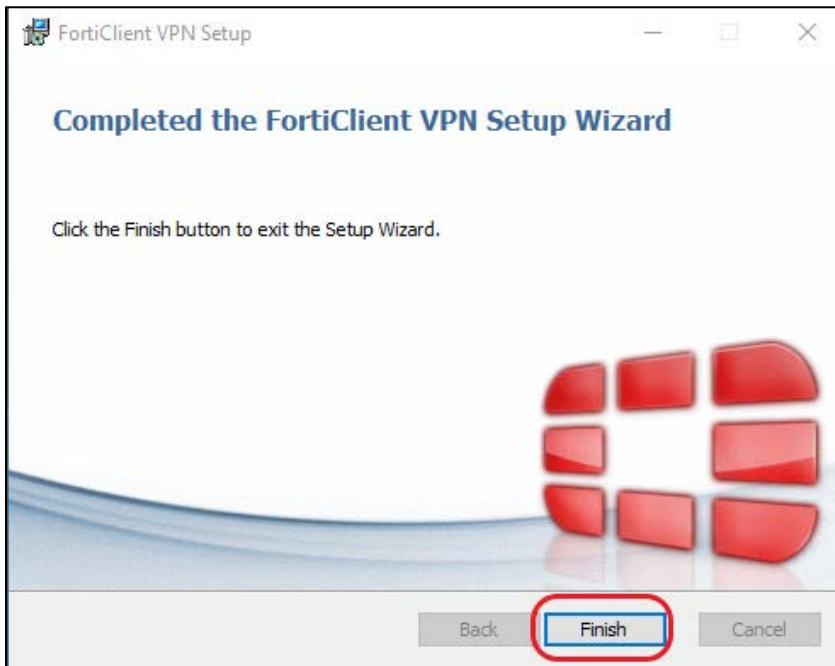 FortiClient VPN Setup
Completed the FortiClient VPN Setup Wizard
Click the Finish button to exit the Setup Wizard.
Back Finish Cancel